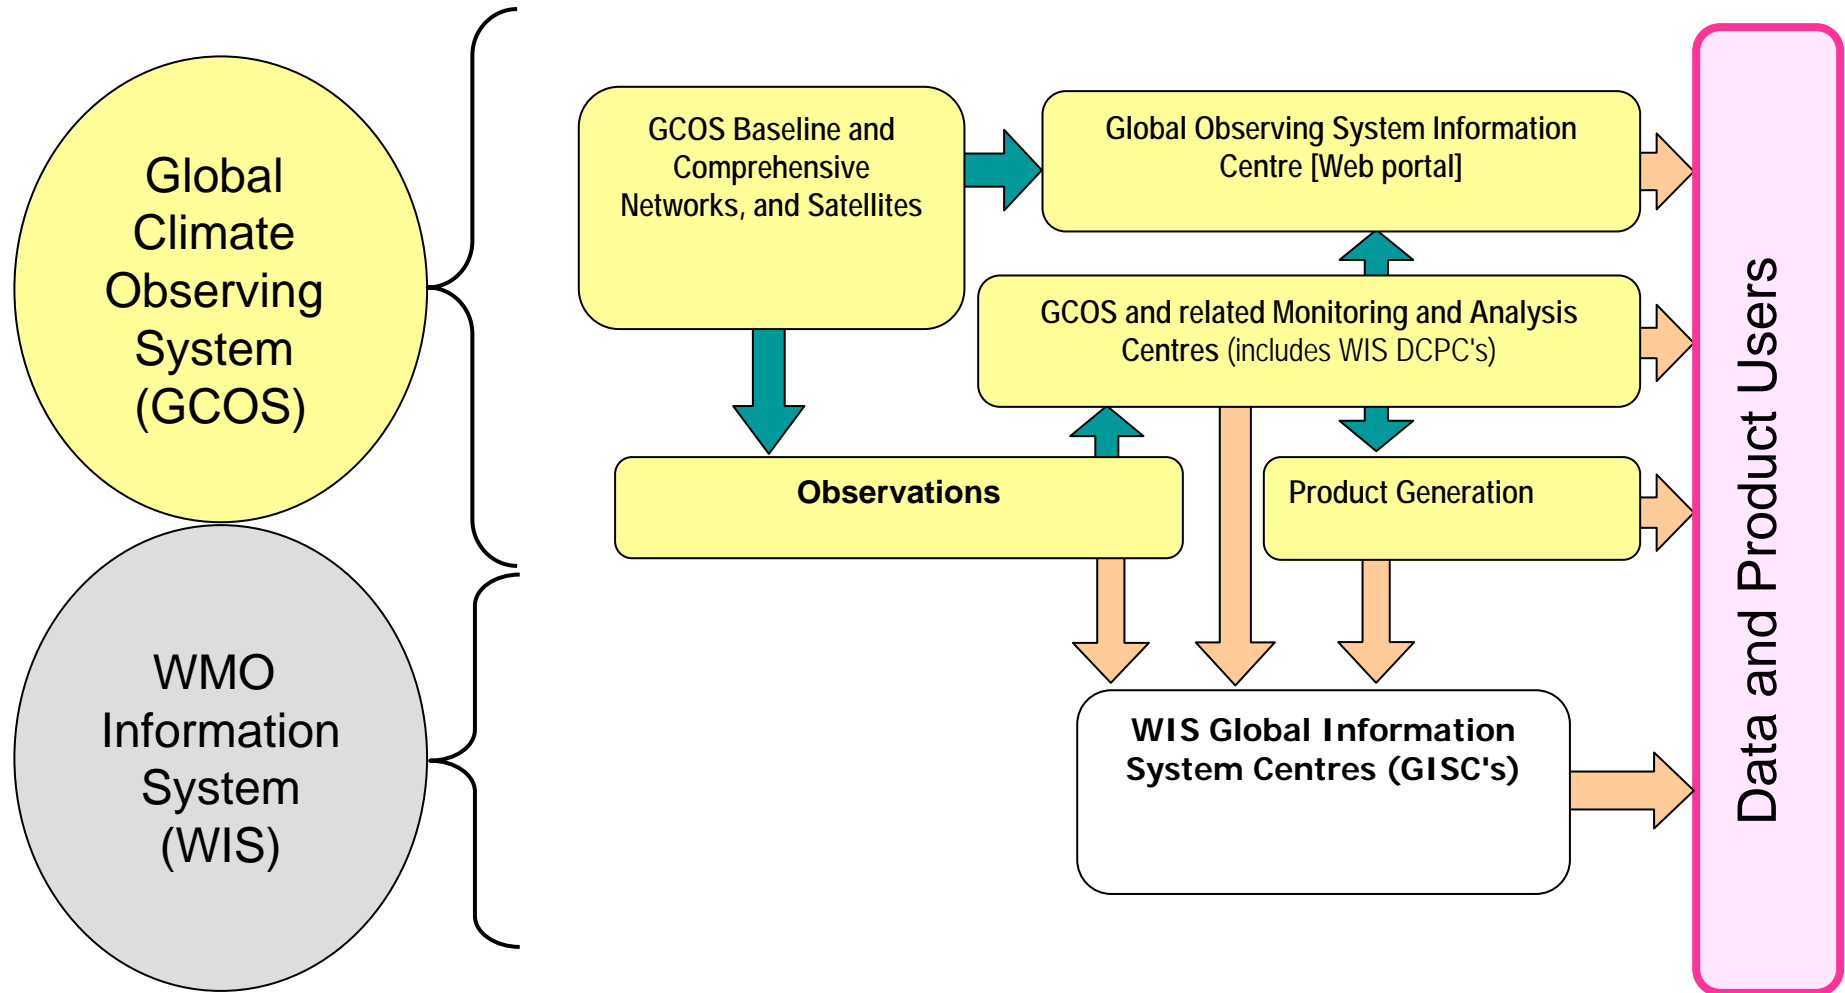 Global
Climate
Observing
System
(GCOS)
WMO
Information
System
(WIS)
GCOS Baseline and
Comprehensive
Networks, and Satellites
Global Observing System Information
Centre [Web portal]
GCOS and related Monitoring and Analysis
Centres (includes WIS DCPC's)
Observations
Product Generation
WIS Global Information
System Centres (GISC's)
Data and Product Users